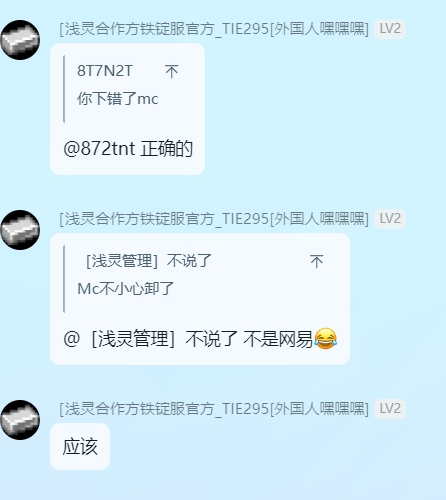 [浅灵合作方铁锭服官方_TIE295[外国人嘿嘿嘿] LV2
8T7N2T
你下错了mc
@872tnt 正确的
[浅灵合作方铁锭服官方_TIE295[外国人嘿嘿嘿] LV2
［浅灵管理］不说了
Mc不小心卸了
@［浅灵管理］不说了 不是网易😂
[浅灵合作方铁锭服官方_TIE295[外国人嘿嘿嘿] LV2
应该